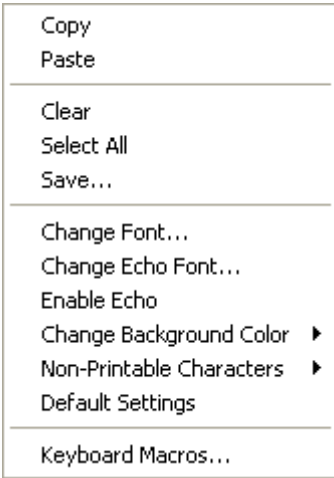 Copy
Paste
Clear
Select All
Save...
Change Font...
Change Echo Font...
Enable Echo
Change Background Color
Non-Printable Characters
Default Settings
Keyboard Macros...